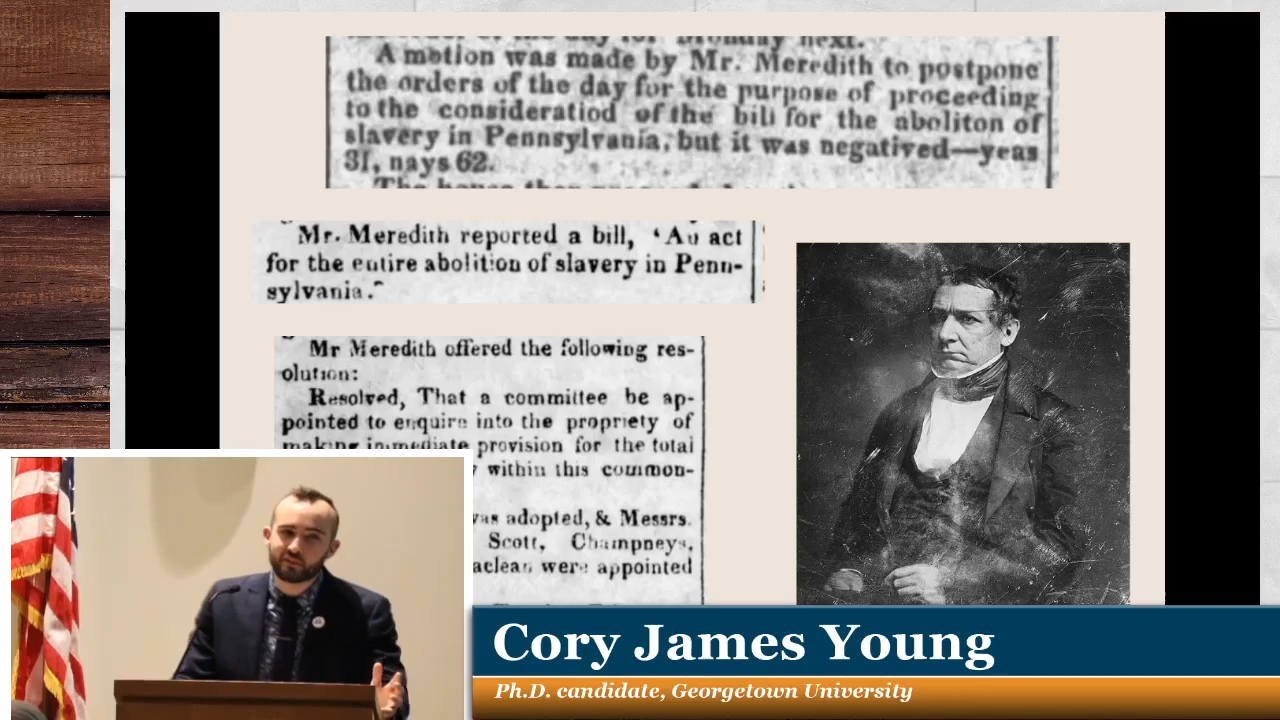 A motion was made by Mr. Meredith to postpone
the orders of the day for the purpose of proceeding
to the consideratiod of the bill for the aboliton of
slavery in Pennsylvania, but it was negatived—yeas
31, nays 62.
Mr. Meredith reported a bill, 'An act
for the entire abolition of slavery in Penn-
sylvania."
Mr Meredith offered the following res-
olution:
Resolved, That a committee be ap-
pointed to enquire into the propriety of
making immediate provision for the total
within this common-
was adopted, & Messrs.
Scott, Champneys,
were appointed
Cory James Young
Ph.D. candidate, Georgetown University